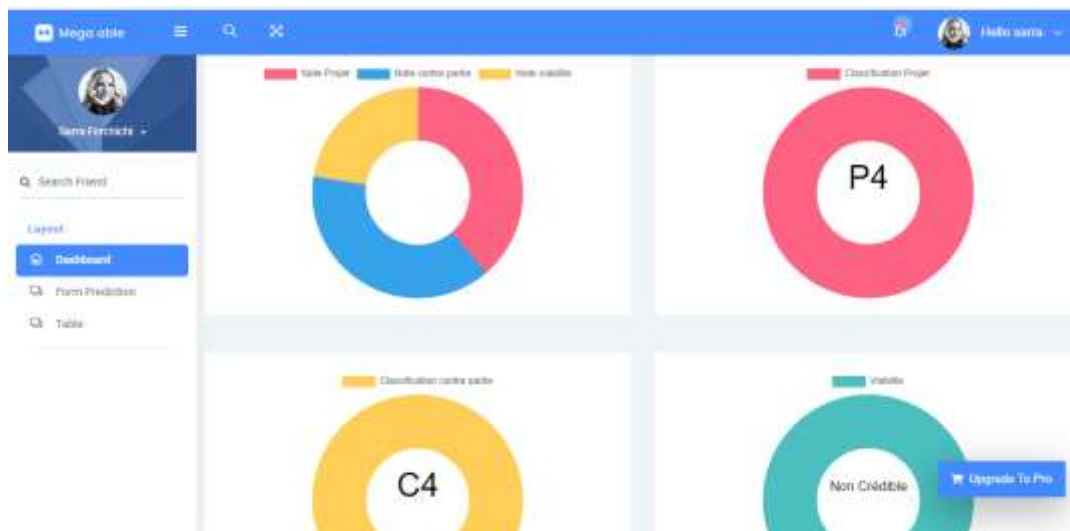 Mega able
Hello sarra
Sarra Ferchichi
Search Friend
Layout
Dashboard
Form Prediction
Table
Note Projet Note contre partie Note viabilité
Classification Projet
P4
Classification contre partie
C4
Viabilite
Non Crédible
Upgrade To Pro